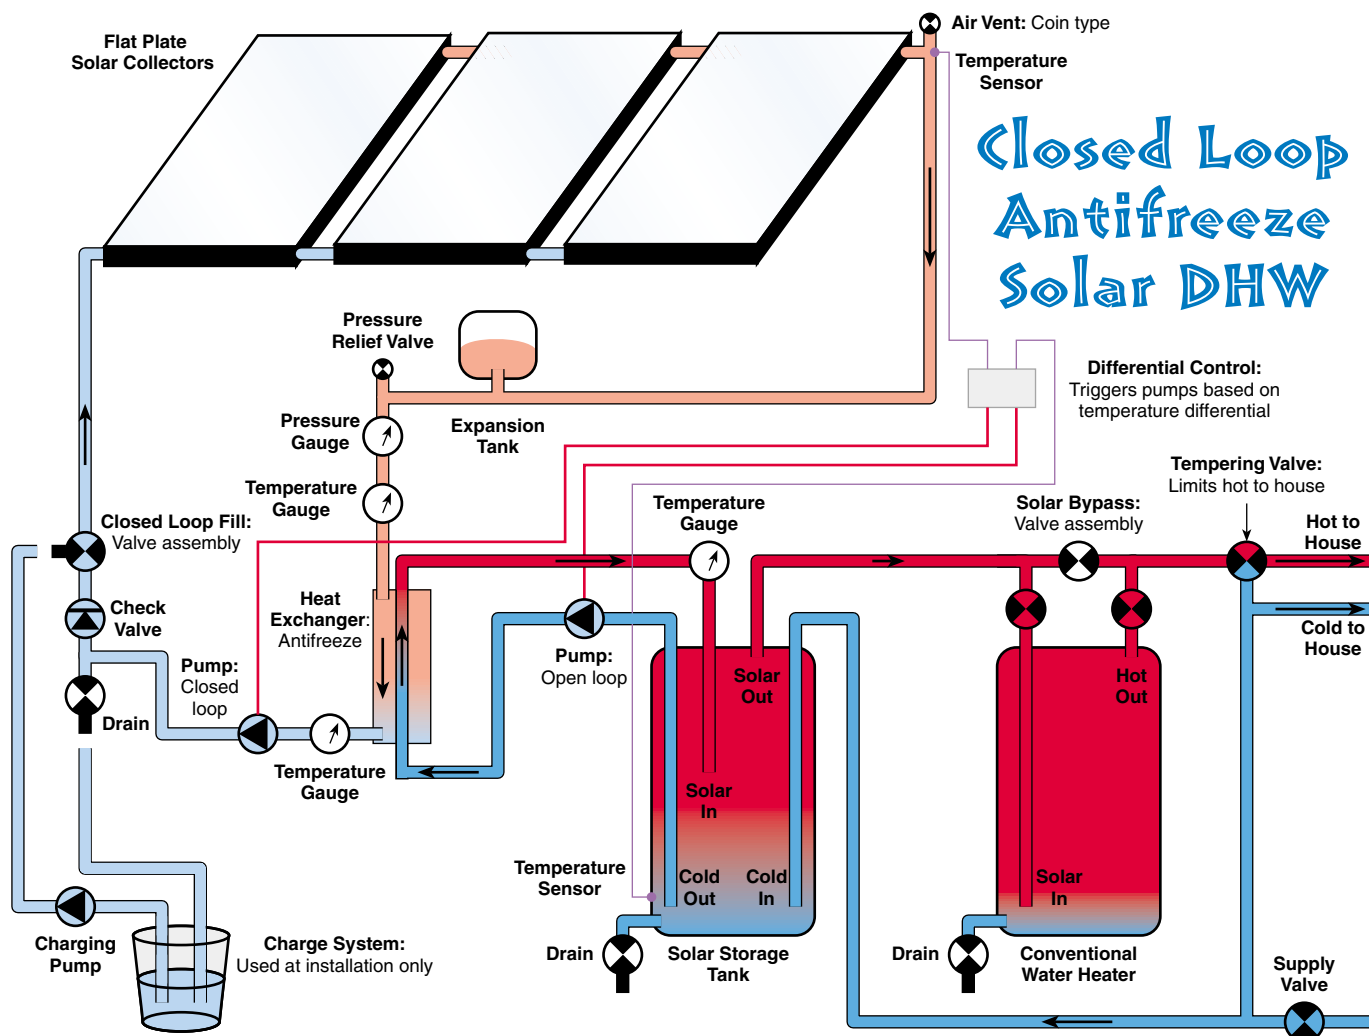 Flat Plate
Solar Collectors
Air Vent: Coin type
Temperature
Sensor
Closed Loop
Antifreeze
Solar DHW
Pressure
Relief Valve
Expansion
Tank
Pressure
Gauge
Temperature
Gauge
Differential Control:
Triggers pumps based on
temperature differential
Closed Loop Fill:
Valve assembly
Temperature
Gauge
Solar Bypass:
Valve assembly
Tempering Valve:
Limits hot to house
Hot to
House
Cold to
House
Check
Valve
Heat
Exchanger:
Antifreeze
Pump:
Closed
loop
Pump:
Open loop
Drain
Temperature
Gauge
Solar
Out
Hot
Out
Solar
In
Temperature
Sensor
Cold
Out
Cold
In
Solar
In
Charging
Pump
Charge System:
Used at installation only
Drain
Solar Storage
Tank
Drain
Conventional
Water Heater
Supply
Valve